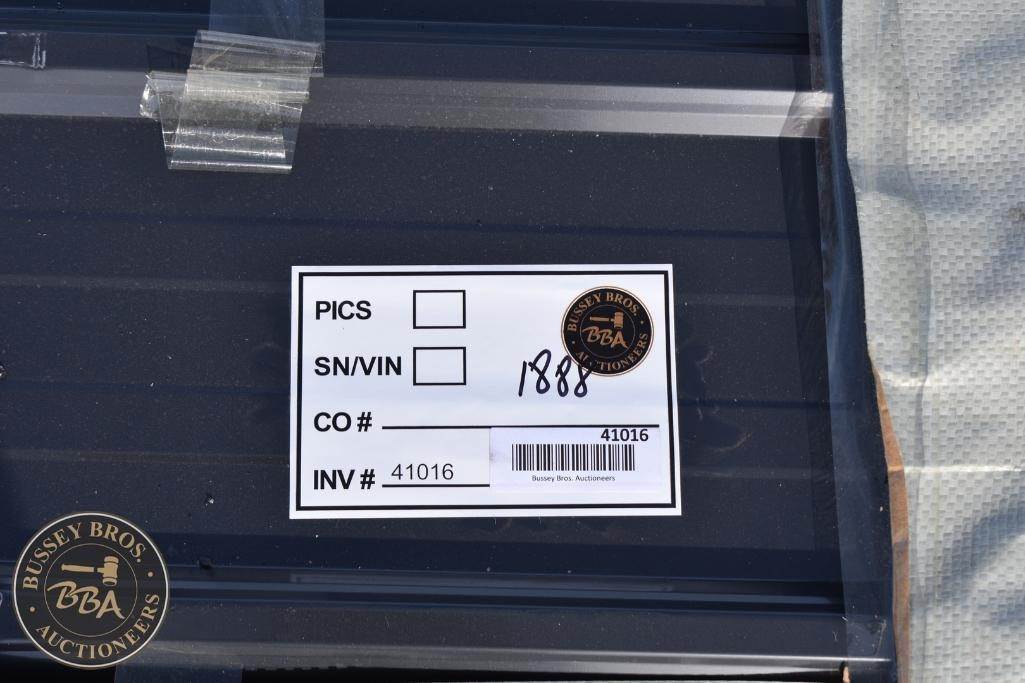 PICS
BUSSEY BROS.
BBA
AUCTIONEERS
SN/VIN
1888
CO #
41016
INV # 41016
Bussey Bros. Auctioneers
BUSSEY BROS.
BBA
AUCTIONEERS